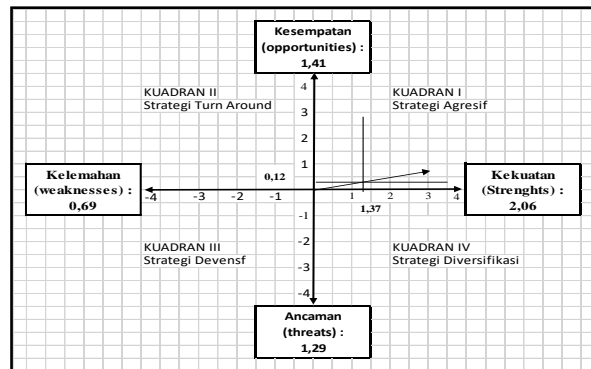 Kesempatan
(opportunities) :
1,41
KUADRAN II
Strategi Turn Around
KUADRAN I
Strategi Agresif
4
3
2
1
Kelemahan
(weaknesses) :
0,69
0,12
Kekuatan
(Strenghts) :
2,06
-4 -3 -2 -1 0 1 2 3 4
1,37
-1
-2
-3
-4
KUADRAN III
Strategi Devensf
KUADRAN IV
Strategi Diversifikasi
Ancaman
(threats) :
1,29